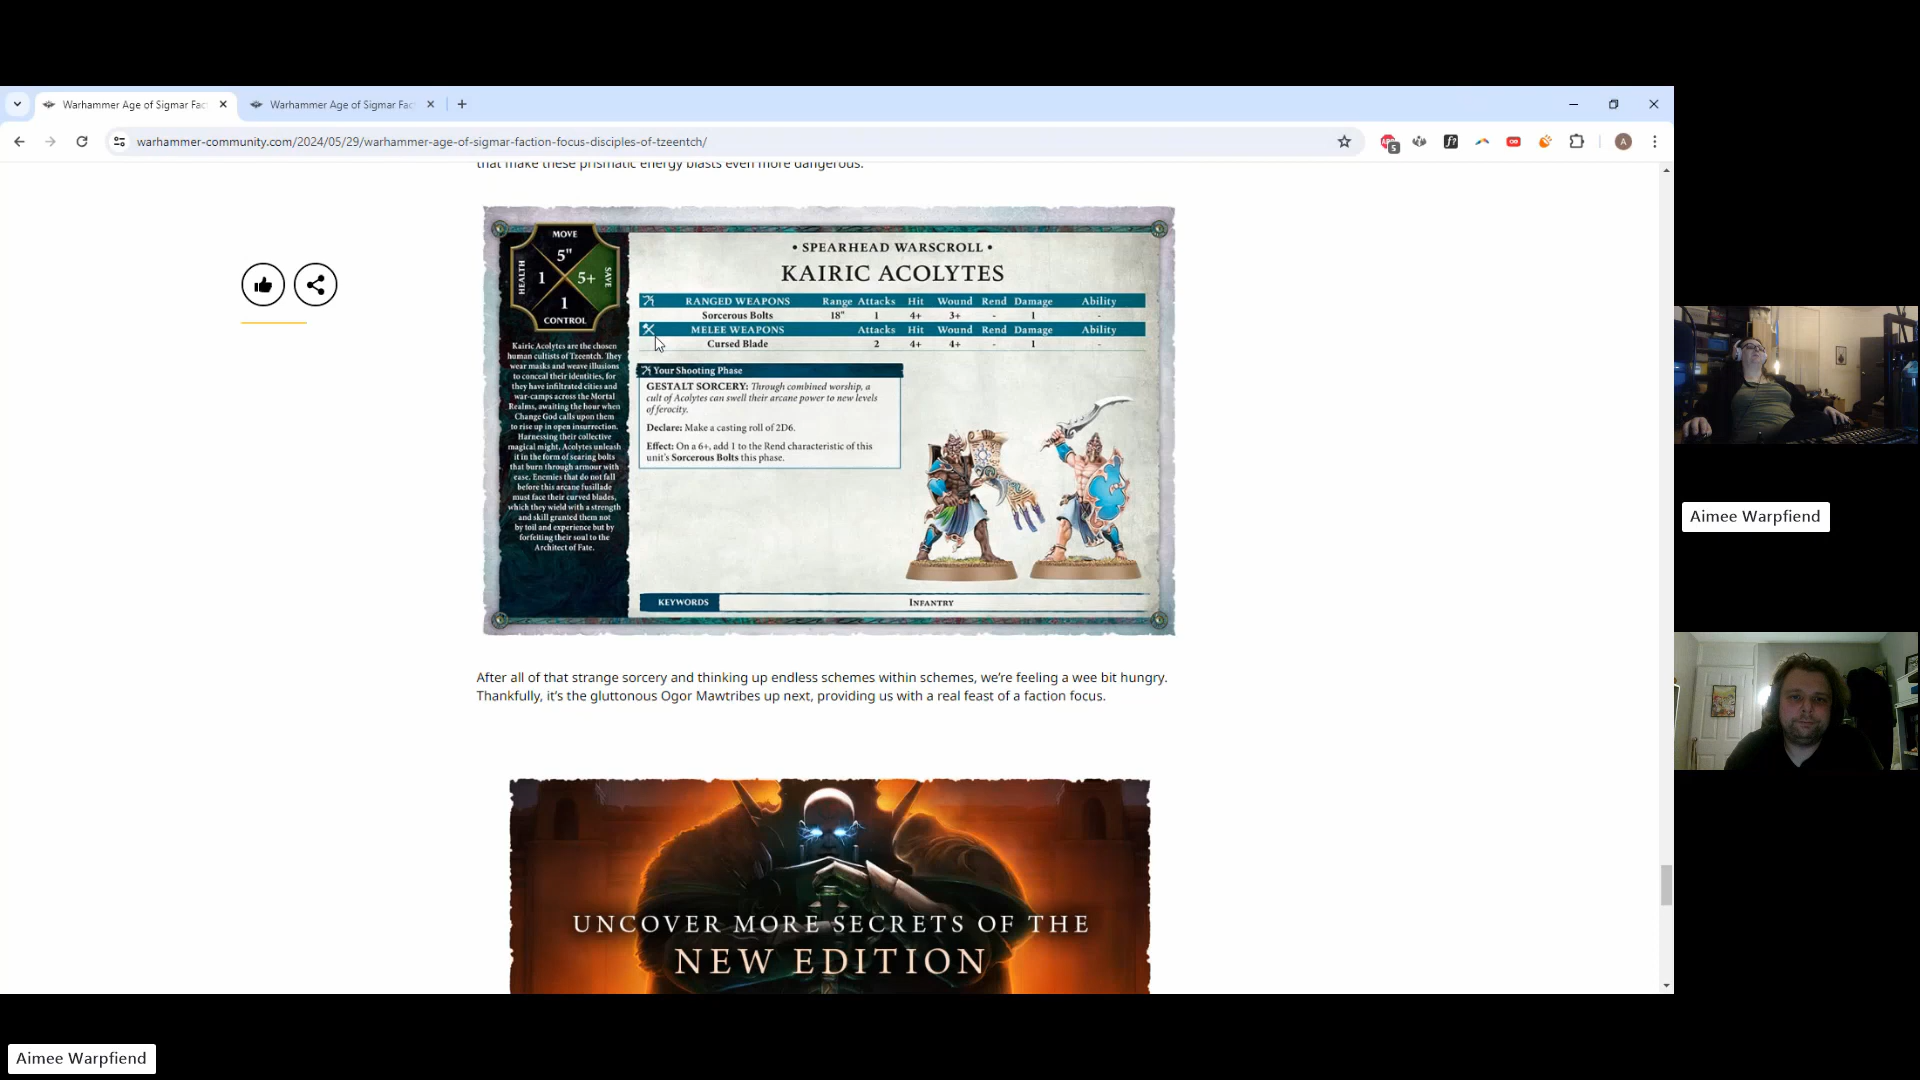 Warhammer Age of Sigmar Fac
Warhammer Age of Sigmar Fac
warhammer-community.com/2024/05/29/warhammer-age-of-sigmar-faction-focus-disciples-of-tzeentch/
5
A
that make these prismatic energy blasts even more dangerous.
MOVE
5"
HEALTH
1
5+
SAVE
1
CONTROL
• SPEARHEAD WARSCROLL •
KAIRIC ACOLYTES
RANGED WEAPONS Range Attacks Hit Wound Rend Damage Ability
Sorcerous Bolts 18" 1 4+ 3+ - 1 -
MELEE WEAPONS Attacks Hit Wound Rend Damage Ability
Cursed Blade 2 4+ 4+ - 1 -
Kairic Acolytes are the chosen
human cultists of Tzeentch. They
wear masks and weave illusions
to conceal their identities, for
they have infiltrated cities and
war-camps across the Mortal
Realms, awaiting the hour when
Change God calls upon them
to rise up in open insurrection.
Harnessing their collective
magical might, Acolytes unleash
it in the form of searing bolts
that burn through armour with
ease. Enemies that do not fall
before this arcane fusillade
must face their curved blades,
which they wield with a strength
and skill granted them not
by toil and experience but by
forfeiting their soul to the
Architect of Fate.
Your Shooting Phase
GESTALT SORCERY: Through combined worship, a
cult of Acolytes can swell their arcane power to new levels
of ferocity.
Declare: Make a casting roll of 2D6.
Effect: On a 6+, add 1 to the Rend characteristic of this
unit's Sorcerous Bolts this phase.
KEYWORDS INFANTRY
After all of that strange sorcery and thinking up endless schemes within schemes, we're feeling a wee bit hungry.
Thankfully, it's the gluttonous Ogor Mawtribes up next, providing us with a real feast of a faction focus.
UNCOVER MORE SECRETS OF THE
NEW EDITION
Aimee Warpfiend
Aimee Warpfiend